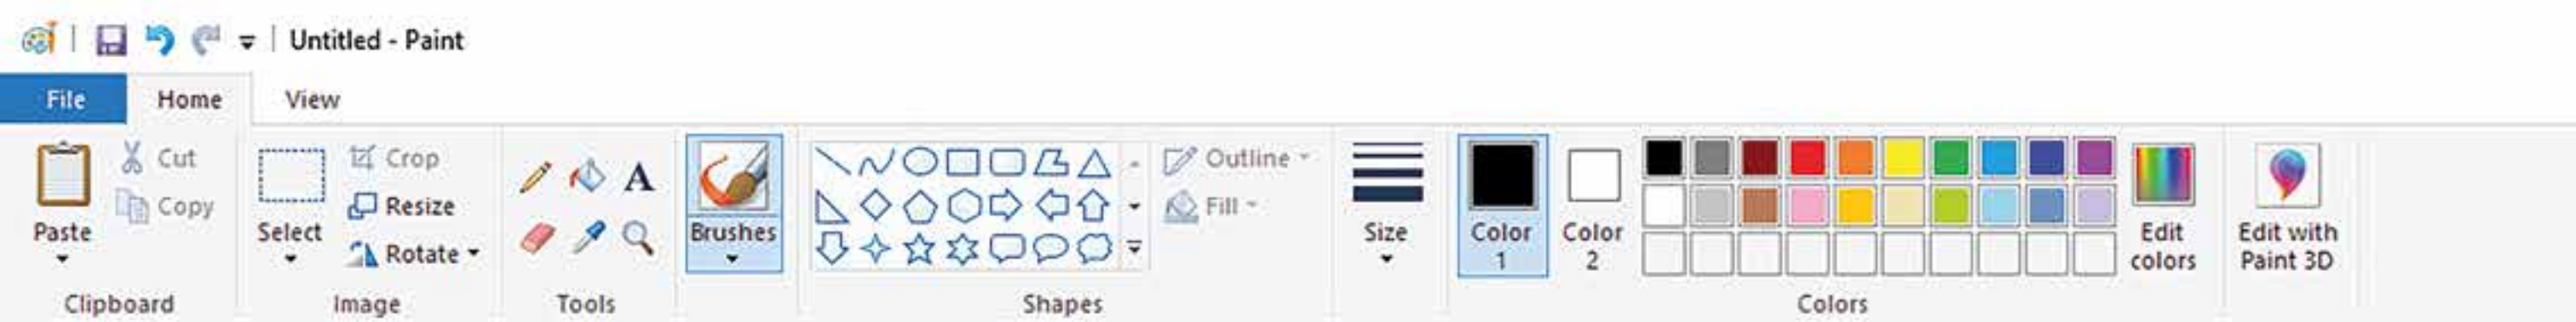 Untitled - Paint
File Home View
Paste
Cut
Copy
Clipboard
Select
Crop
Resize
Rotate
Image
A
Tools
Brushes
Outline
Fill
Shapes
Size
Color
1
Color
2
Edit
colors
Colors
Edit with
Paint 3D